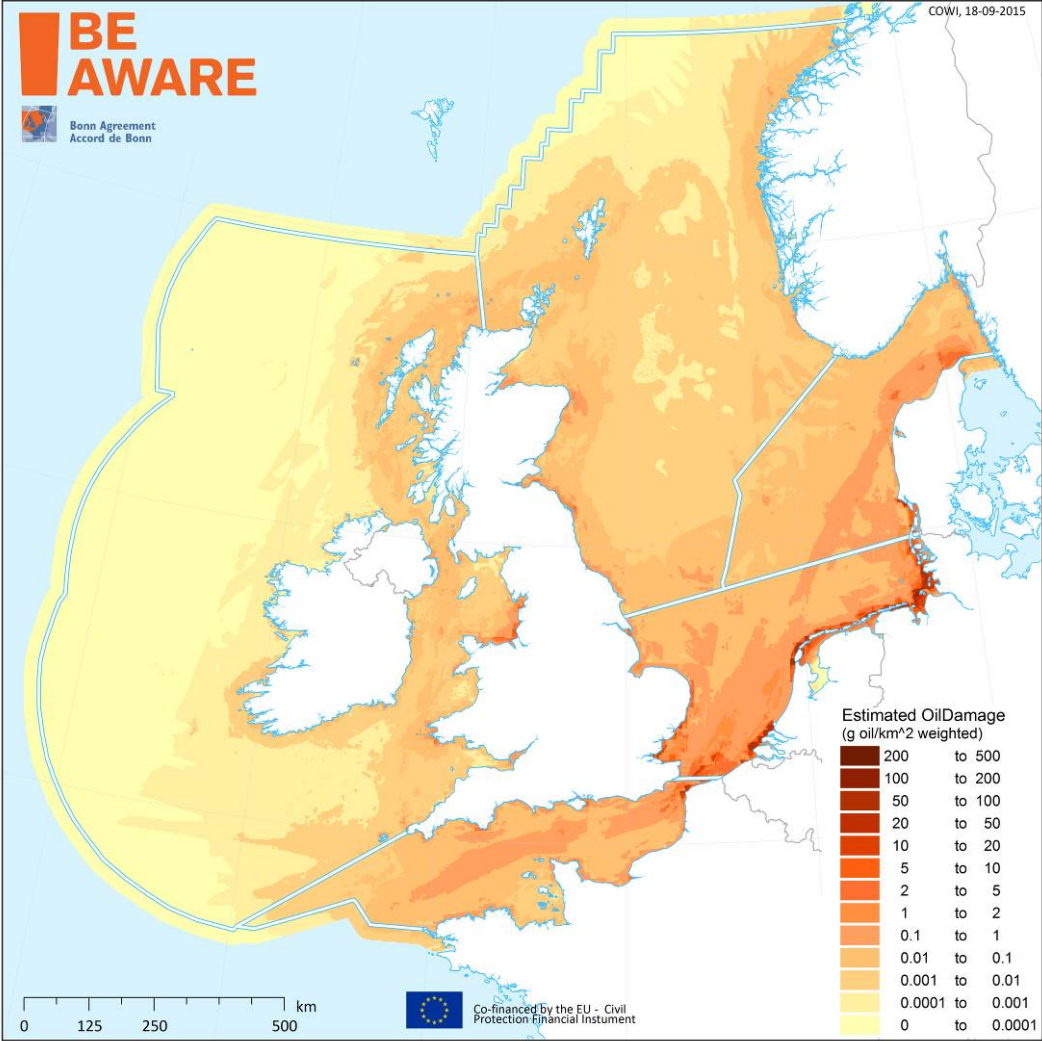 COWI, 18-09-2015
BE
AWARE
Bonn Agreement
Accord de Bonn
Estimated OilDamage
(g oil/km^2 weighted)
200 to 500
100 to 200
50 to 100
20 to 50
10 to 20
5 to 10
2 to 5
1 to 2
0.1 to 1
0.01 to 0.1
0.001 to 0.01
0.0001 to 0.001
0 to 0.0001
km
0 125 250 500
Co-financed by the EU - Civil
Protection Financial Instument